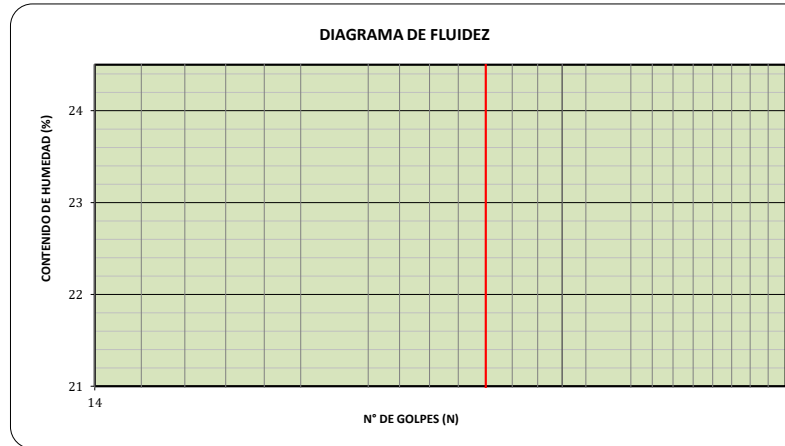 DIAGRAMA DE FLUIDEZ
CONTENIDO DE HUMEDAD (%)
24
23
22
21
14
N° DE GOLPES (N)